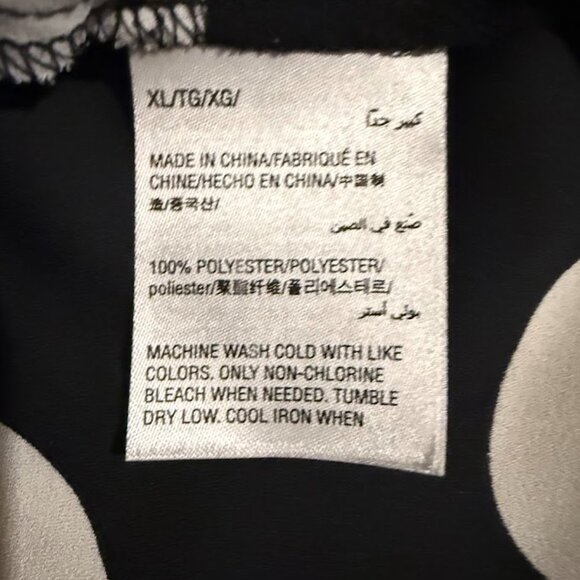 XL/TG/XG/
كبير جداً
MADE IN CHINA/FABRIQUÉ EN
CHINE/HECHO EN CHINA/中国制
造/중국산/
صنع في الصين
100% POLYESTER/POLYESTER/
poliester/聚酯纤维/폴리에스테르/
بولي أستر
MACHINE WASH COLD WITH LIKE
COLORS. ONLY NON-CHLORINE
BLEACH WHEN NEEDED. TUMBLE
DRY LOW. COOL IRON WHEN